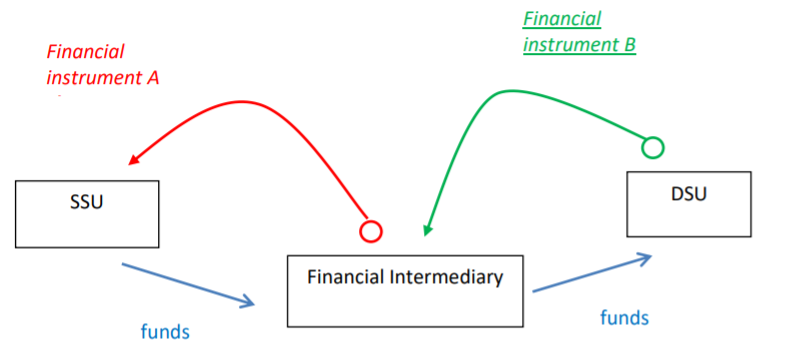 Financial
instrument B
Financial
instrument A
SSU
DSU
Financial Intermediary
funds
funds